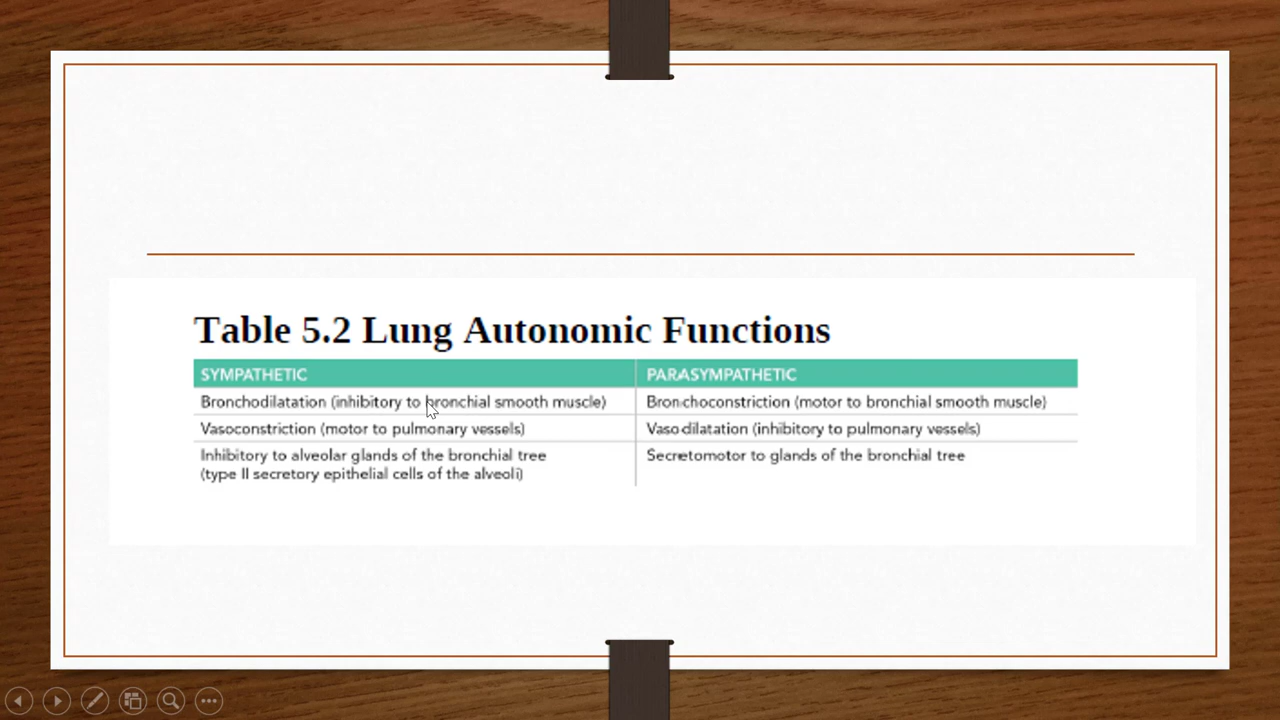 Table 5.2 Lung Autonomic Functions
SYMPATHETIC
PARASYMPATHETIC
Bronchodilatation (inhibitory to bronchial smooth muscle)
Bronchoconstriction (motor to bronchial smooth muscle)
Vasoconstriction (motor to pulmonary vessels)
Vasodilatation (inhibitory to pulmonary vessels)
Inhibitory to alveolar glands of the bronchial tree
(type II secretory epithelial cells of the alveoli)
Secretomotor to glands of the bronchial tree